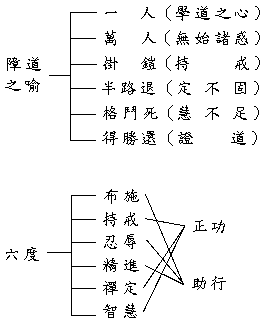 障道之喻
一人（學道之心）
萬人（無始諸惑）
掛鎧（持戒）
半路退（定不固）
格鬥死（慧不足）
得勝還（證道）
六度
布施
持戒
忍辱
精進
禪定
智慧
正功
助行